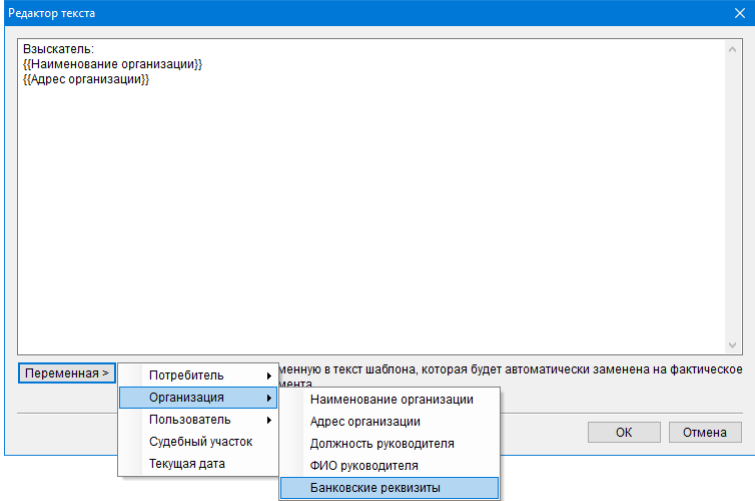 Редактор текста
Взыскатель:
{{Наименование организации}}
{{Адрес организации}}
Переменная >
менную в текст шаблона, которая будет автоматически заменена на фактическое
мента
Потребитель
Организация
Пользователь
Судебный участок
Текущая дата
Наименование организации
Адрес организации
Должность руководителя
ФИО руководителя
Банковские реквизиты
ОК
Отмена